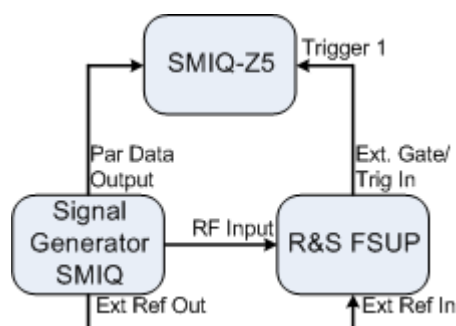 SMIQ-Z5
Trigger 1
Par Data
Output
Ext. Gate/
Trig In
Signal
Generator
SMIQ
RF Input
R&S FSUP
Ext Ref Out
Ext Ref In